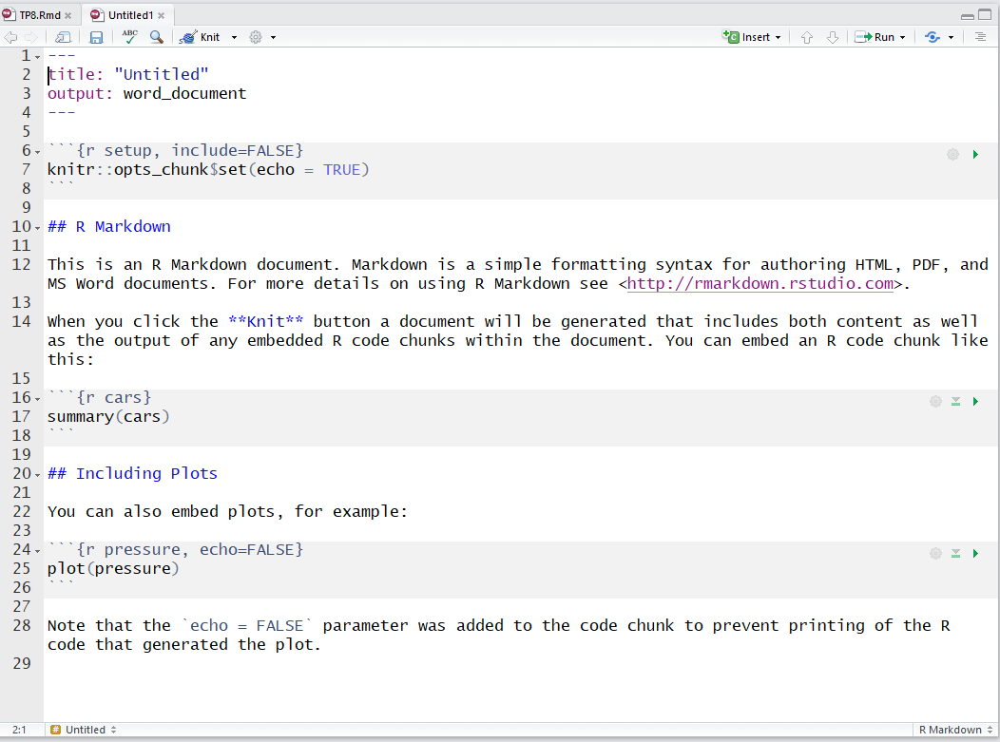 TP8.Rmd × Untitled1 ×
ABC Knit Insert Run
1 ---
2 title: "Untitled"
3 output: word_document
4 ---
5
6 ```{r setup, include=FALSE}
7 knitr::opts_chunk$set(echo = TRUE)
8 ```
9
10 ## R Markdown
11
12 This is an R Markdown document. Markdown is a simple formatting syntax for authoring HTML, PDF, and
MS Word documents. For more details on using R Markdown see <http://rmarkdown.rstudio.com>.
13
14 When you click the **Knit** button a document will be generated that includes both content as well
as the output of any embedded R code chunks within the document. You can embed an R code chunk like
this:
15
16 ```{r cars}
17 summary(cars)
18 ```
19
20 ## Including Plots
21
22 You can also embed plots, for example:
23
24 ```{r pressure, echo=FALSE}
25 plot(pressure)
26 ```
27
28 Note that the `echo = FALSE` parameter was added to the code chunk to prevent printing of the R
code that generated the plot.
29
2:1 # Untitled R Markdown